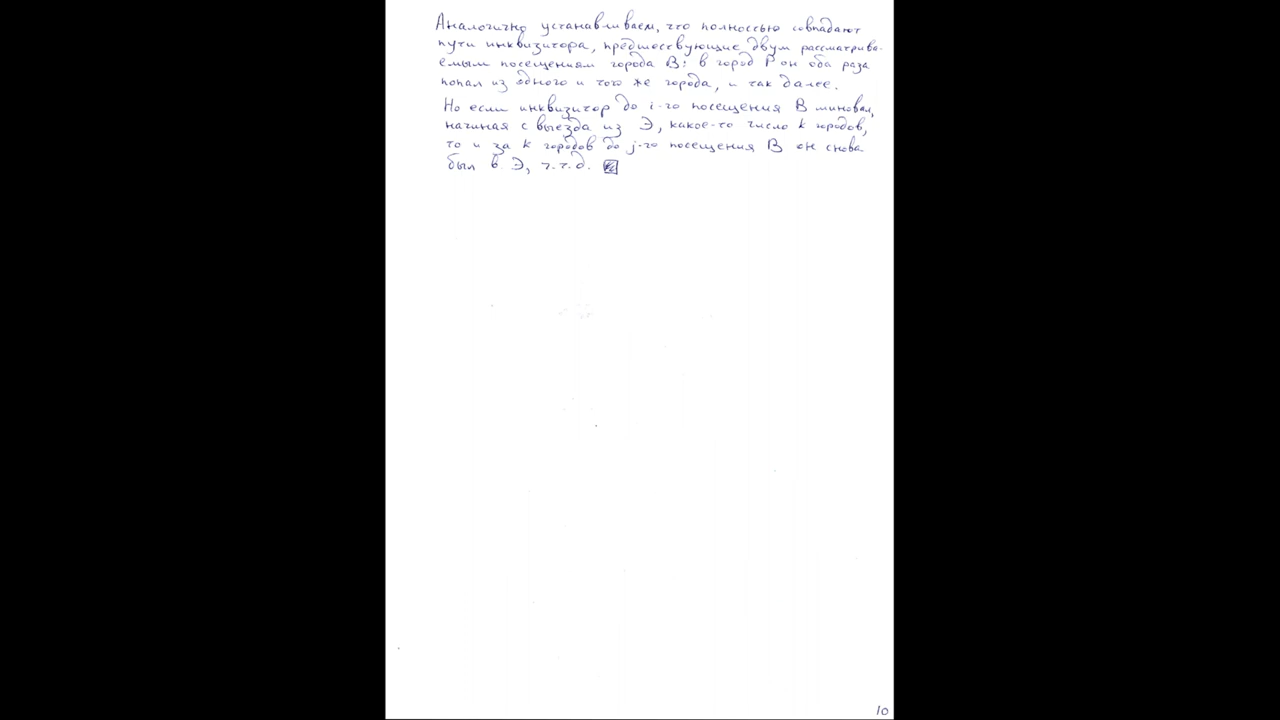 Аналогично устанавливаем, что полностью совпадают
пути инквизитора, предшествующие двум рассматрива-
емым посещениям города В: в город Р он оба раза
попал из одного и того же города, и так далее.
Но если инквизитор до i-го посещения В миновал,
начиная с выезда из Э, какое-то число k городов,
то и за k городов до j-го посещения В он снова
был в Э, ч.т.д.
10